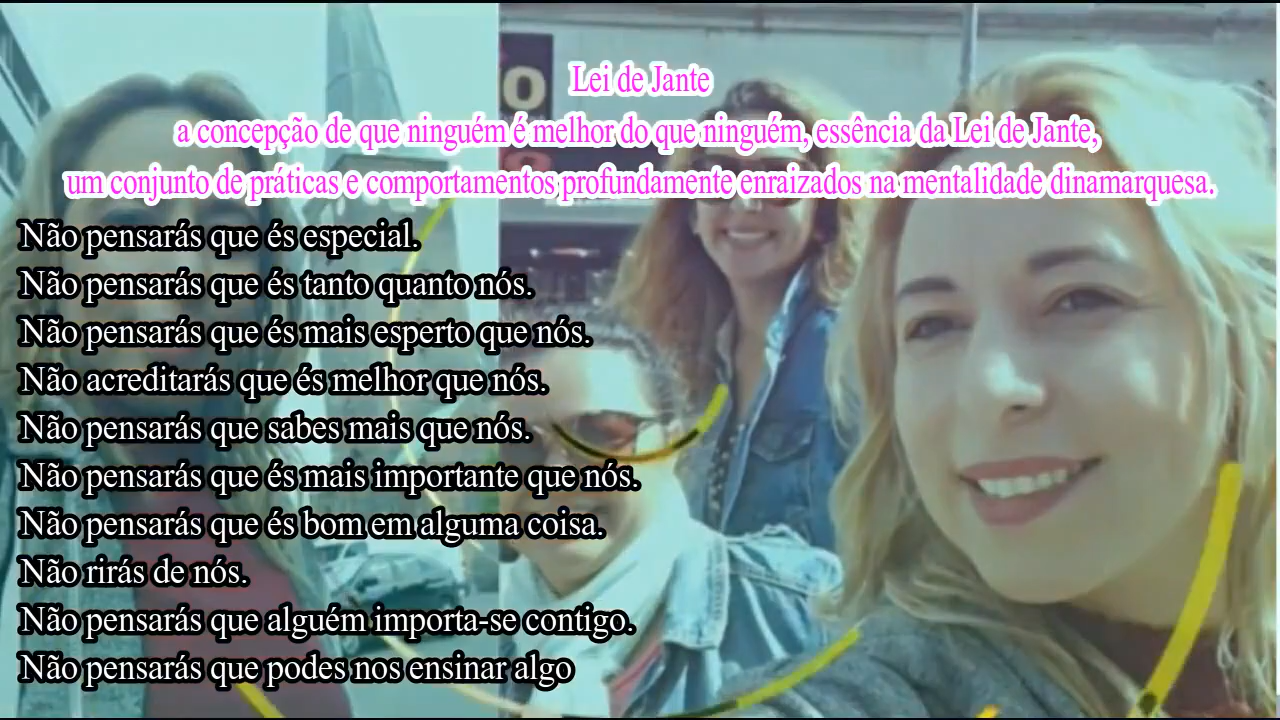 Lei de Jante
a concepção de que ninguém é melhor do que ninguém, essência da Lei de Jante,
um conjunto de práticas e comportamentos profundamente enraizados na mentalidade dinamarquesa.
Não pensarás que és especial.
Não pensarás que és tanto quanto nós.
Não pensarás que és mais esperto que nós.
Não acreditarás que és melhor que nós.
Não pensarás que sabes mais que nós.
Não pensarás que és mais importante que nós.
Não pensarás que és bom em alguma coisa.
Não rirás de nós.
Não pensarás que alguém importa-se contigo.
Não pensarás que podes nos ensinar algo